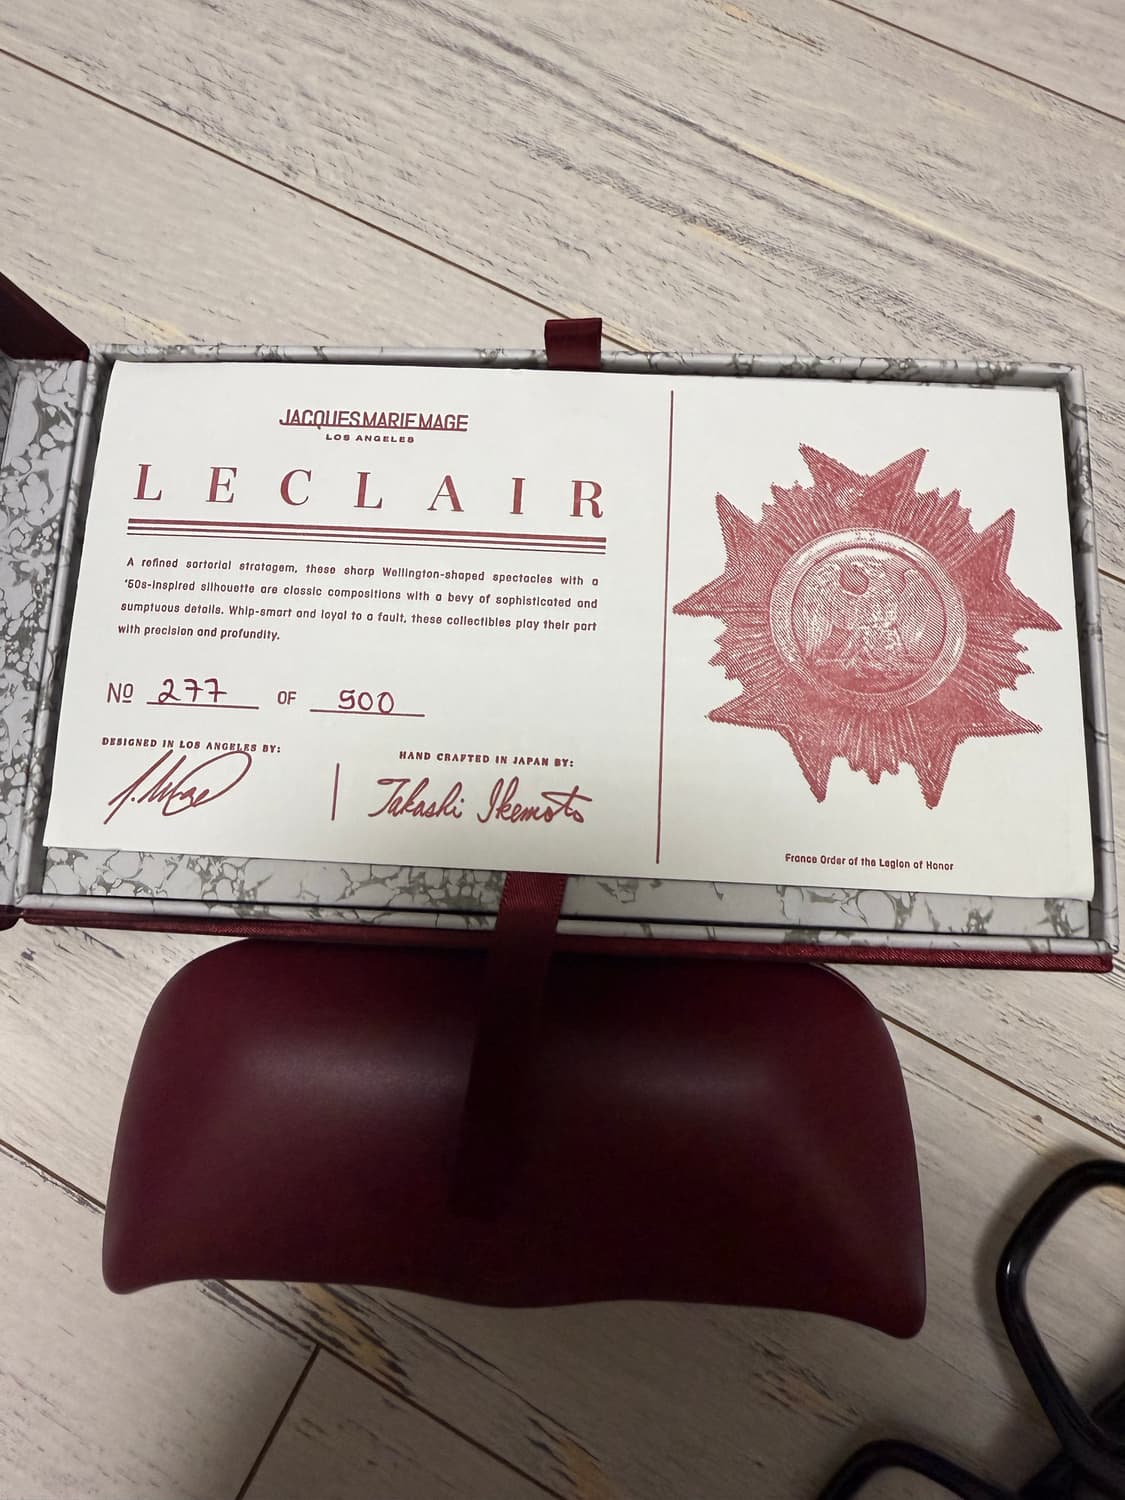 JACQUES MARIE MAGE
LOS ANGELES
LECLAIR
A refined sartorial stratagem, these sharp Wellington-shaped spectacles with a
'50s-inspired silhouette are classic compositions with a bevy of sophisticated and
sumptuous details. Whip-smart and loyal to a fault, these collectibles play their part
with precision and profundity.
Nº 277 OF 500
DESIGNED IN LOS ANGELES BY:
J. Mage
HAND CRAFTED IN JAPAN BY:
Takashi Ikemoto
France Order of the Legion of Honor